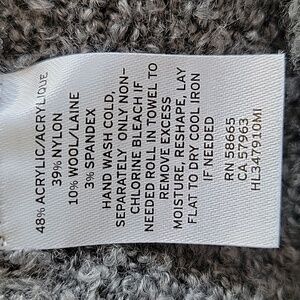 48% ACRYLIC/ACRYLIQUE
39% NYLON
10% WOOL/LAINE
3% SPANDEX
HAND WASH COLD,
SEPARATELY ONLY NON-
CHLORINE BLEACH IF
NEEDED ROLL IN TOWEL TO
REMOVE EXCESS
MOISTURE, RESHAPE, LAY
FLAT TO DRY COOL IRON
IF NEEDED
RN 58665
CA 57963
HL347910MI